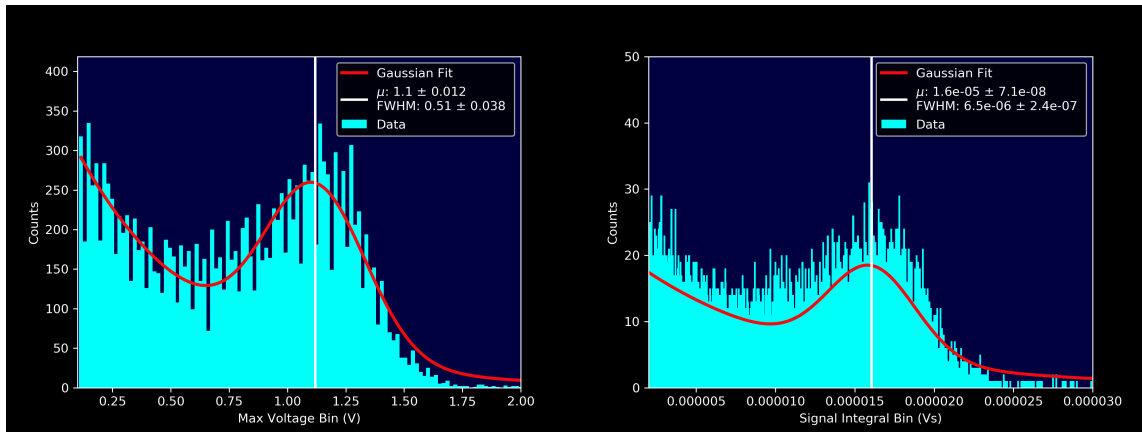 Gaussian Fit
μ: 1.1 ± 0.012
FWHM: 0.51 ± 0.038
Data
400
350
300
250
200
150
100
50
0
Counts
0.25 0.50 0.75 1.00 1.25 1.50 1.75 2.00
Max Voltage Bin (V)
Gaussian Fit
μ: 1.6e-05 ± 7.1e-08
FWHM: 6.5e-06 ± 2.4e-07
Data
50
40
30
20
10
0
Counts
0.000005 0.000010 0.000015 0.000020 0.000025 0.000030
Signal Integral Bin (Vs)